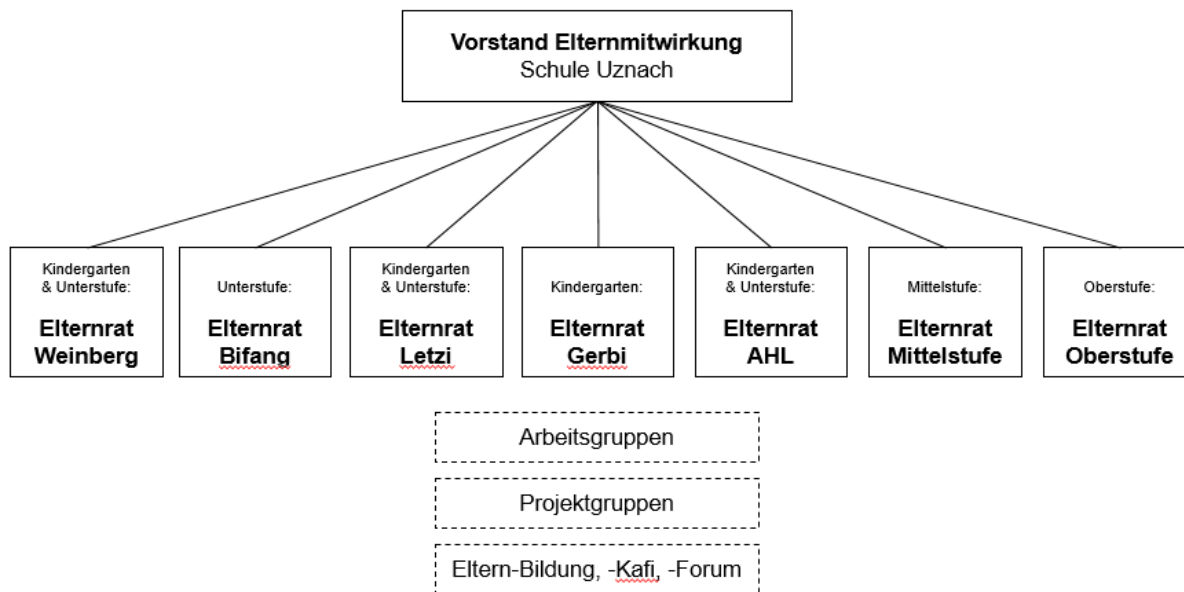 Vorstand Elternmitwirkung
Schule Uznach
Kindergarten
& Unterstufe:
Elternrat
Weinberg
Unterstufe:
Elternrat
Bifang
Kindergarten
& Unterstufe:
Elternrat
Letzi
Kindergarten:
Elternrat
Gerbi
Kindergarten
& Unterstufe:
Elternrat
AHL
Mittelstufe:
Elternrat
Mittelstufe
Oberstufe:
Elternrat
Oberstufe
Arbeitsgruppen
Projektgruppen
Eltern-Bildung, -Kafi, -Forum